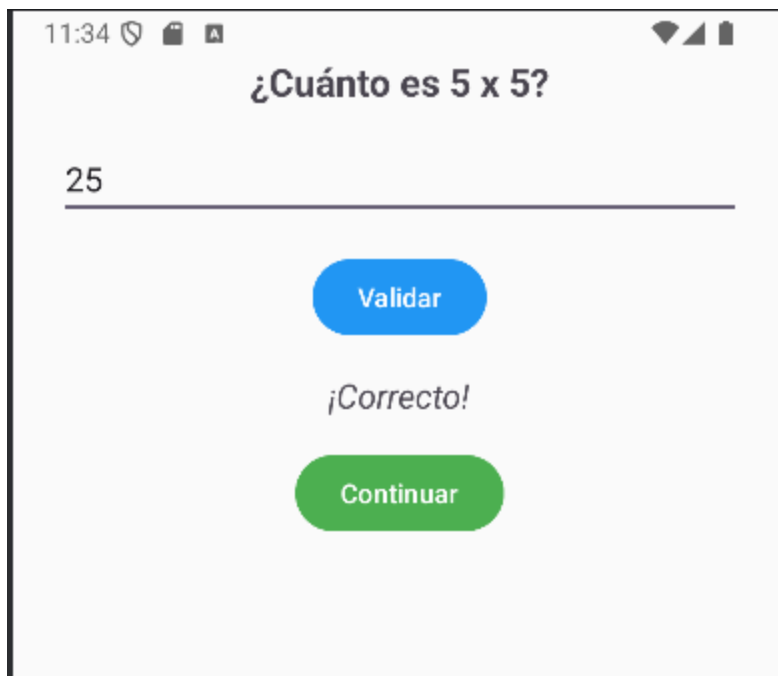 11:34
¿Cuánto es 5 x 5?
25
Validar
¡Correcto!
Continuar